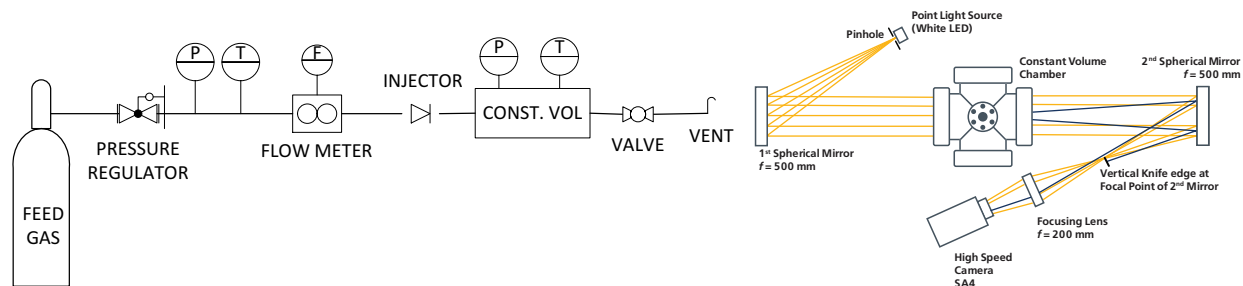 P
T
F
P
T
INJECTOR
CONST. VOL
PRESSURE
REGULATOR
FLOW METER
VALVE
VENT
FEED
GAS
Point Light Source
(White LED)
Pinhole
Constant Volume
Chamber
2nd Spherical Mirror
f = 500 mm
1st Spherical Mirror
f = 500 mm
Vertical Knife edge at
Focal Point of 2nd Mirror
Focusing Lens
f = 200 mm
High Speed
Camera
SA4